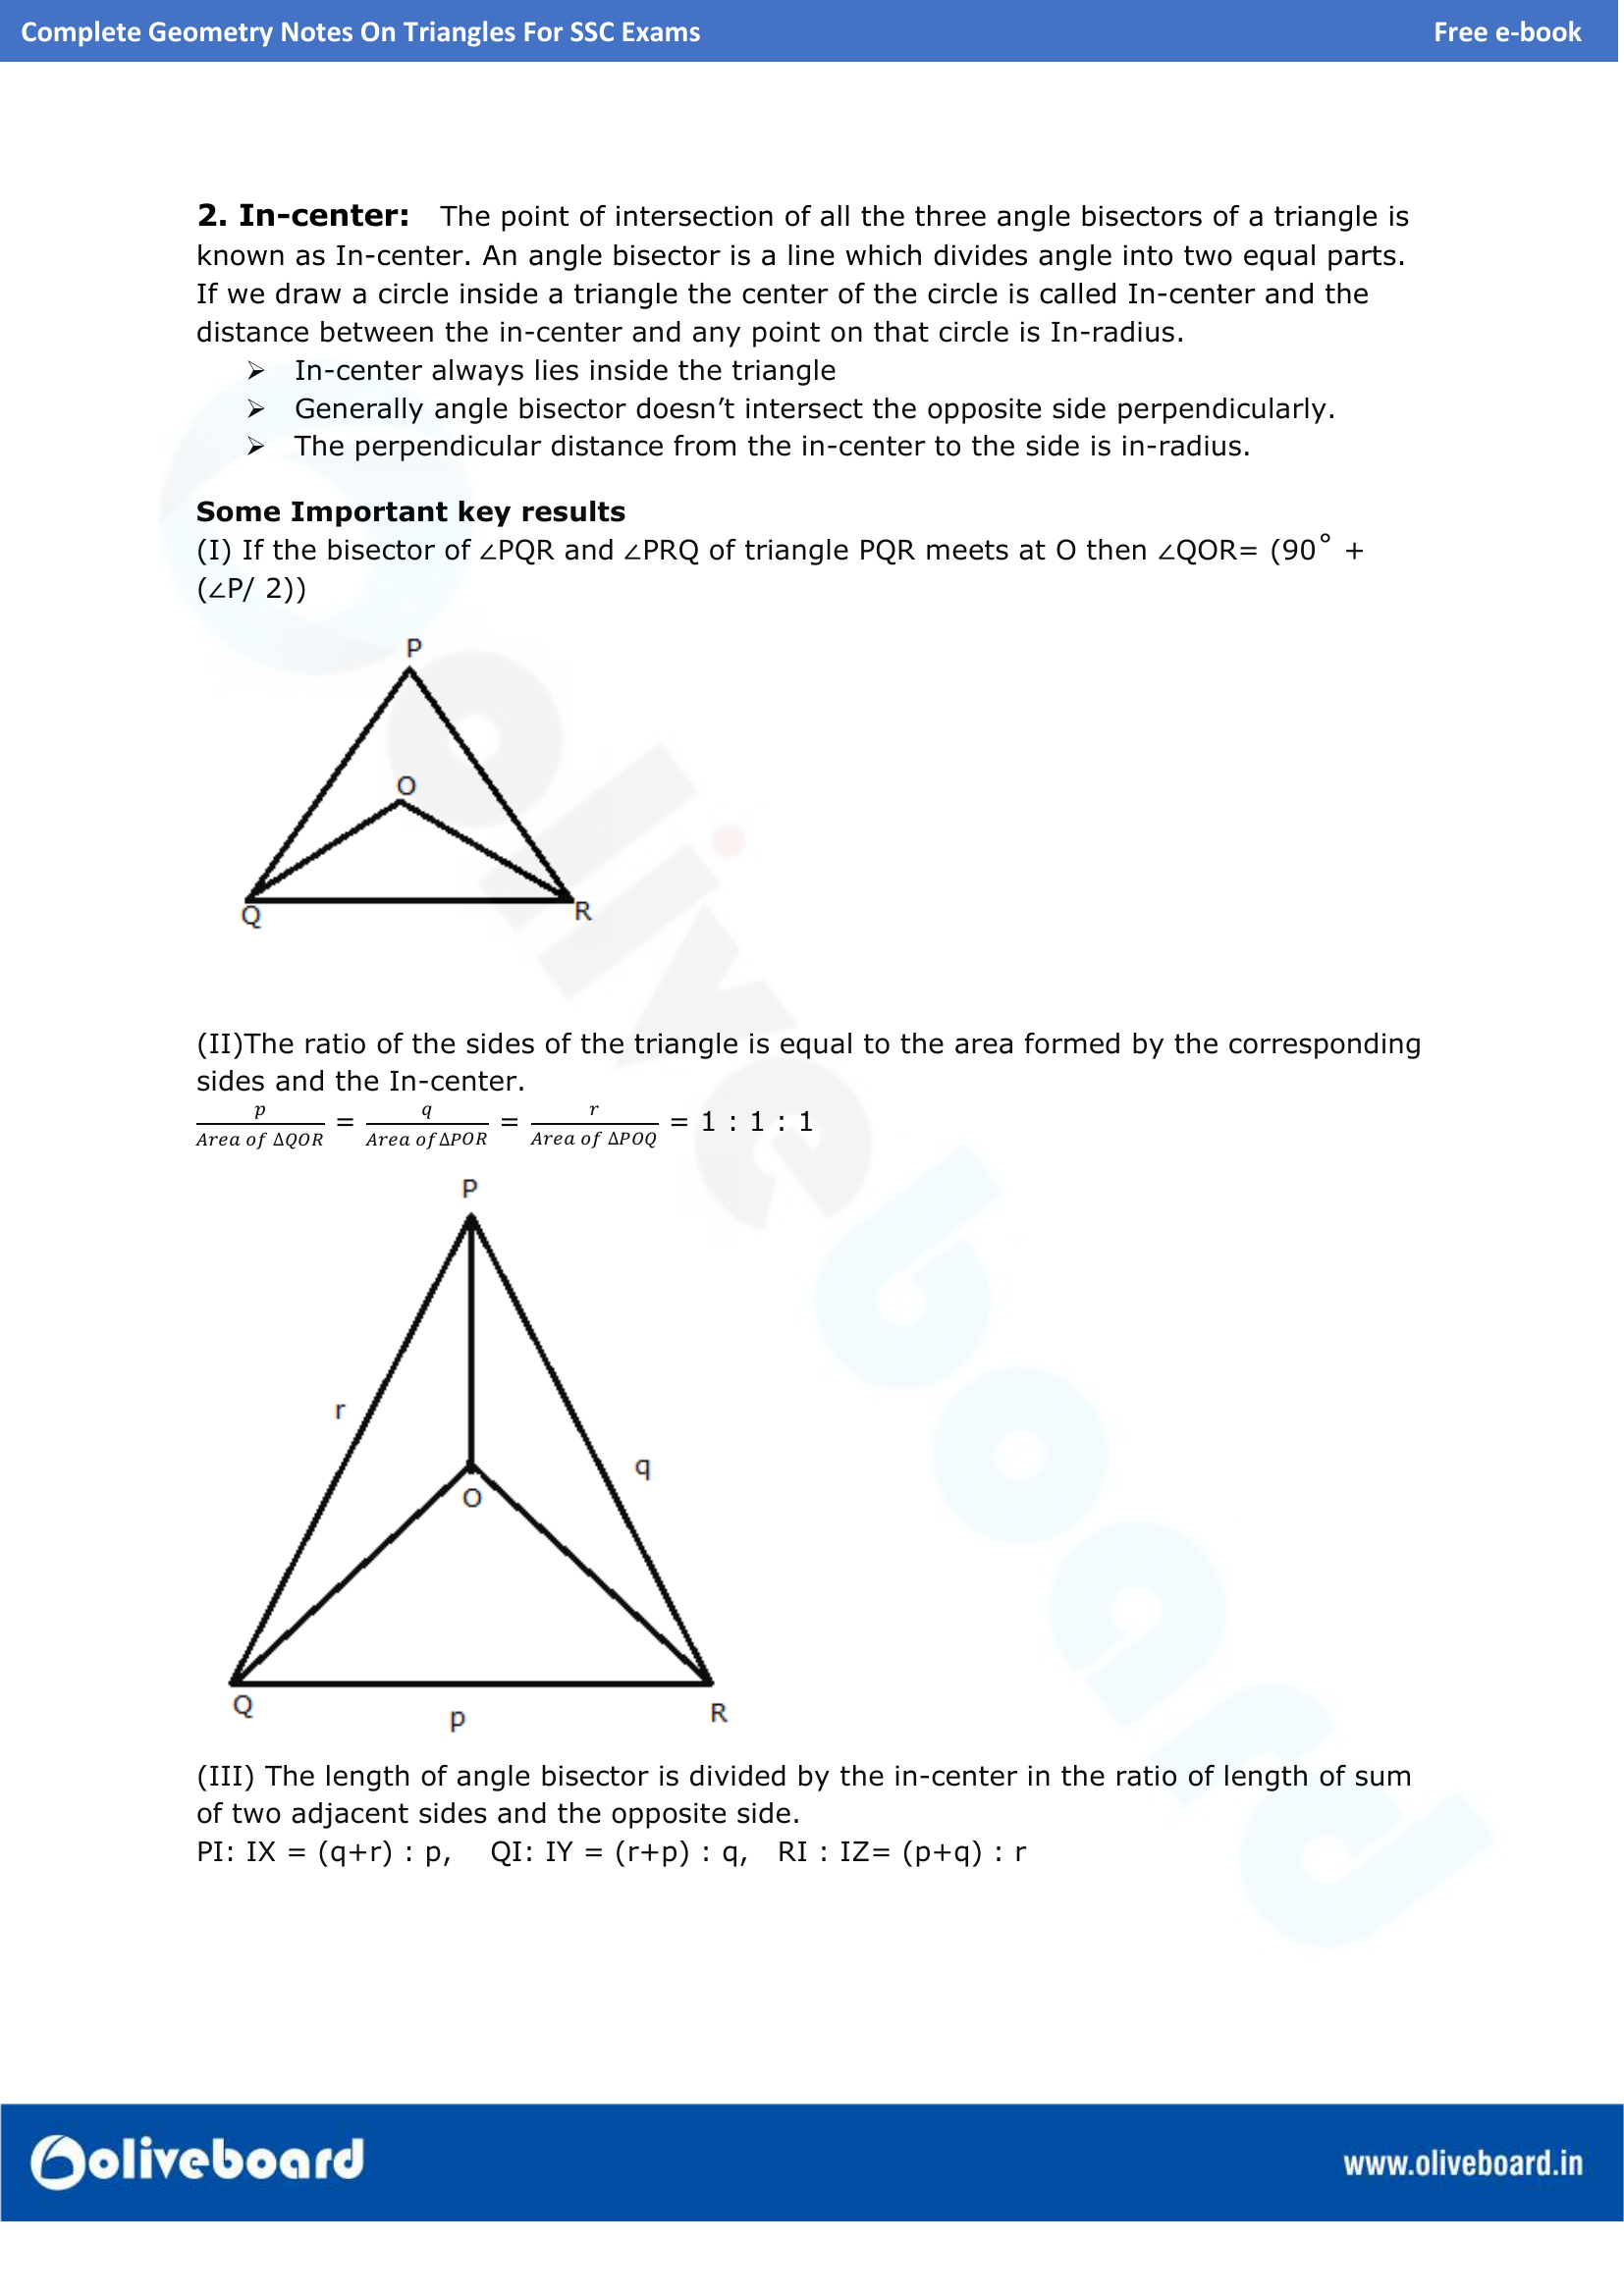 Complete Geometry Notes On Triangles For SSC Exams Free e-book
2. In-center: The point of intersection of all the three angle bisectors of a triangle is
known as In-center. An angle bisector is a line which divides angle into two equal parts.
If we draw a circle inside a triangle the center of the circle is called In-center and the
distance between the in-center and any point on that circle is In-radius.
➢ In-center always lies inside the triangle
➢ Generally angle bisector doesn’t intersect the opposite side perpendicularly.
➢ The perpendicular distance from the in-center to the side is in-radius.
Some Important key results
(I) If the bisector of ∠PQR and ∠PRQ of triangle PQR meets at O then ∠QOR= (90˚ +
(∠P/ 2))
P
O
Q R
(II)The ratio of the sides of the triangle is equal to the area formed by the corresponding
sides and the In-center.
p/Area of ΔQOR = q/Area of ΔPOR = r/Area of ΔPOQ = 1 : 1 : 1
P
r
q
O
Q
p
R
(III) The length of angle bisector is divided by the in-center in the ratio of length of sum
of two adjacent sides and the opposite side.
PI: IX = (q+r) : p, QI: IY = (r+p) : q, RI : IZ= (p+q) : r
oliveboard
oliveboard www.oliveboard.in